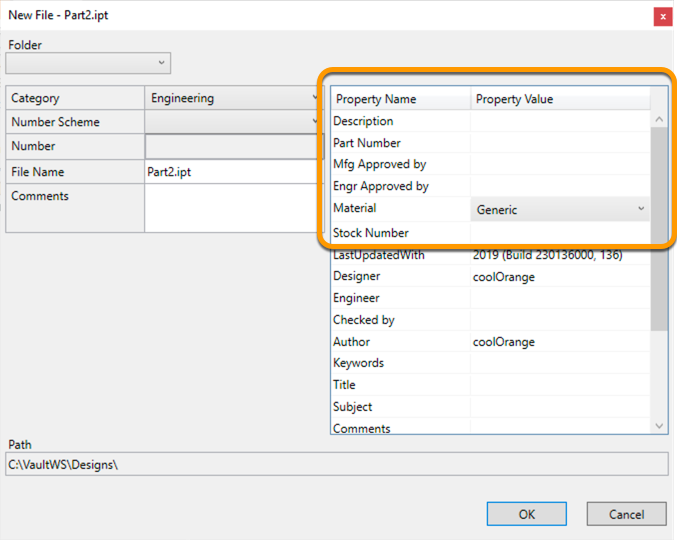 New File - Part2.ipt
x
Folder
Category Engineering
Number Scheme
Number
File Name Part2.ipt
Comments
Property Name Property Value
Description
Part Number
Mfg Approved by
Engr Approved by
Material Generic
Stock Number
LastUpdatedWith 2019 (Build 230136000, 136)
Designer coolOrange
Engineer
Checked by
Author coolOrange
Keywords
Title
Subject
Comments
Path
C:\VaultWS\Designs\
OK Cancel